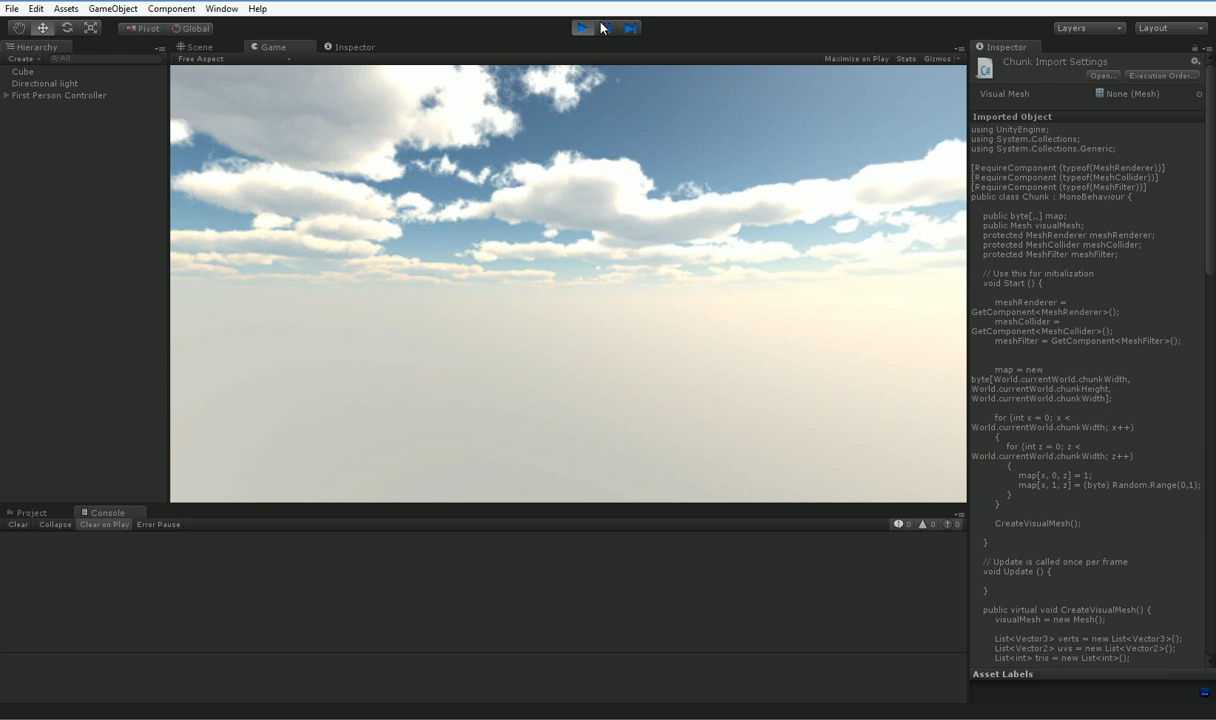 File Edit Assets GameObject Component Window Help
Pivot Global Layers Layout
Hierarchy Scene Game Inspector Inspector
Create All Free Aspect Maximize on Play Stats Gizmos
Cube
Directional light
First Person Controller
Chunk Import Settings
Open... Execution Order...
Visual Mesh None (Mesh)
Imported Object
using UnityEngine;
using System.Collections;
using System.Collections.Generic;
[RequireComponent (typeof(MeshRenderer))]
[RequireComponent (typeof(MeshCollider))]
[RequireComponent (typeof(MeshFilter))]
public class Chunk : MonoBehaviour {
public byte[,,] map;
public Mesh visualMesh;
protected MeshRenderer meshRenderer;
protected MeshCollider meshCollider;
protected MeshFilter meshFilter;
// Use this for initialization
void Start () {
meshRenderer =
GetComponent<MeshRenderer>();
meshCollider =
GetComponent<MeshCollider>();
meshFilter = GetComponent<MeshFilter>();
map = new
byte[World.currentWorld.chunkWidth,
World.currentWorld.chunkHeight,
World.currentWorld.chunkWidth];
for (int x = 0; x <
World.currentWorld.chunkWidth; x++)
{
for (int z = 0; z <
World.currentWorld.chunkWidth; z++)
{
map[x, 0, z] = 1;
map[x, 1, z] = (byte) Random.Range(0,1);
}
}
CreateVisualMesh();
}
// Update is called once per frame
void Update () {
}
public virtual void CreateVisualMesh() {
visualMesh = new Mesh();
List<Vector3> verts = new List<Vector3>();
List<Vector2> uvs = new List<Vector2>();
List<int> tris = new List<int>();
Asset Labels
Project Console
Clear Collapse Clear on Play Error Pause 0 0 0